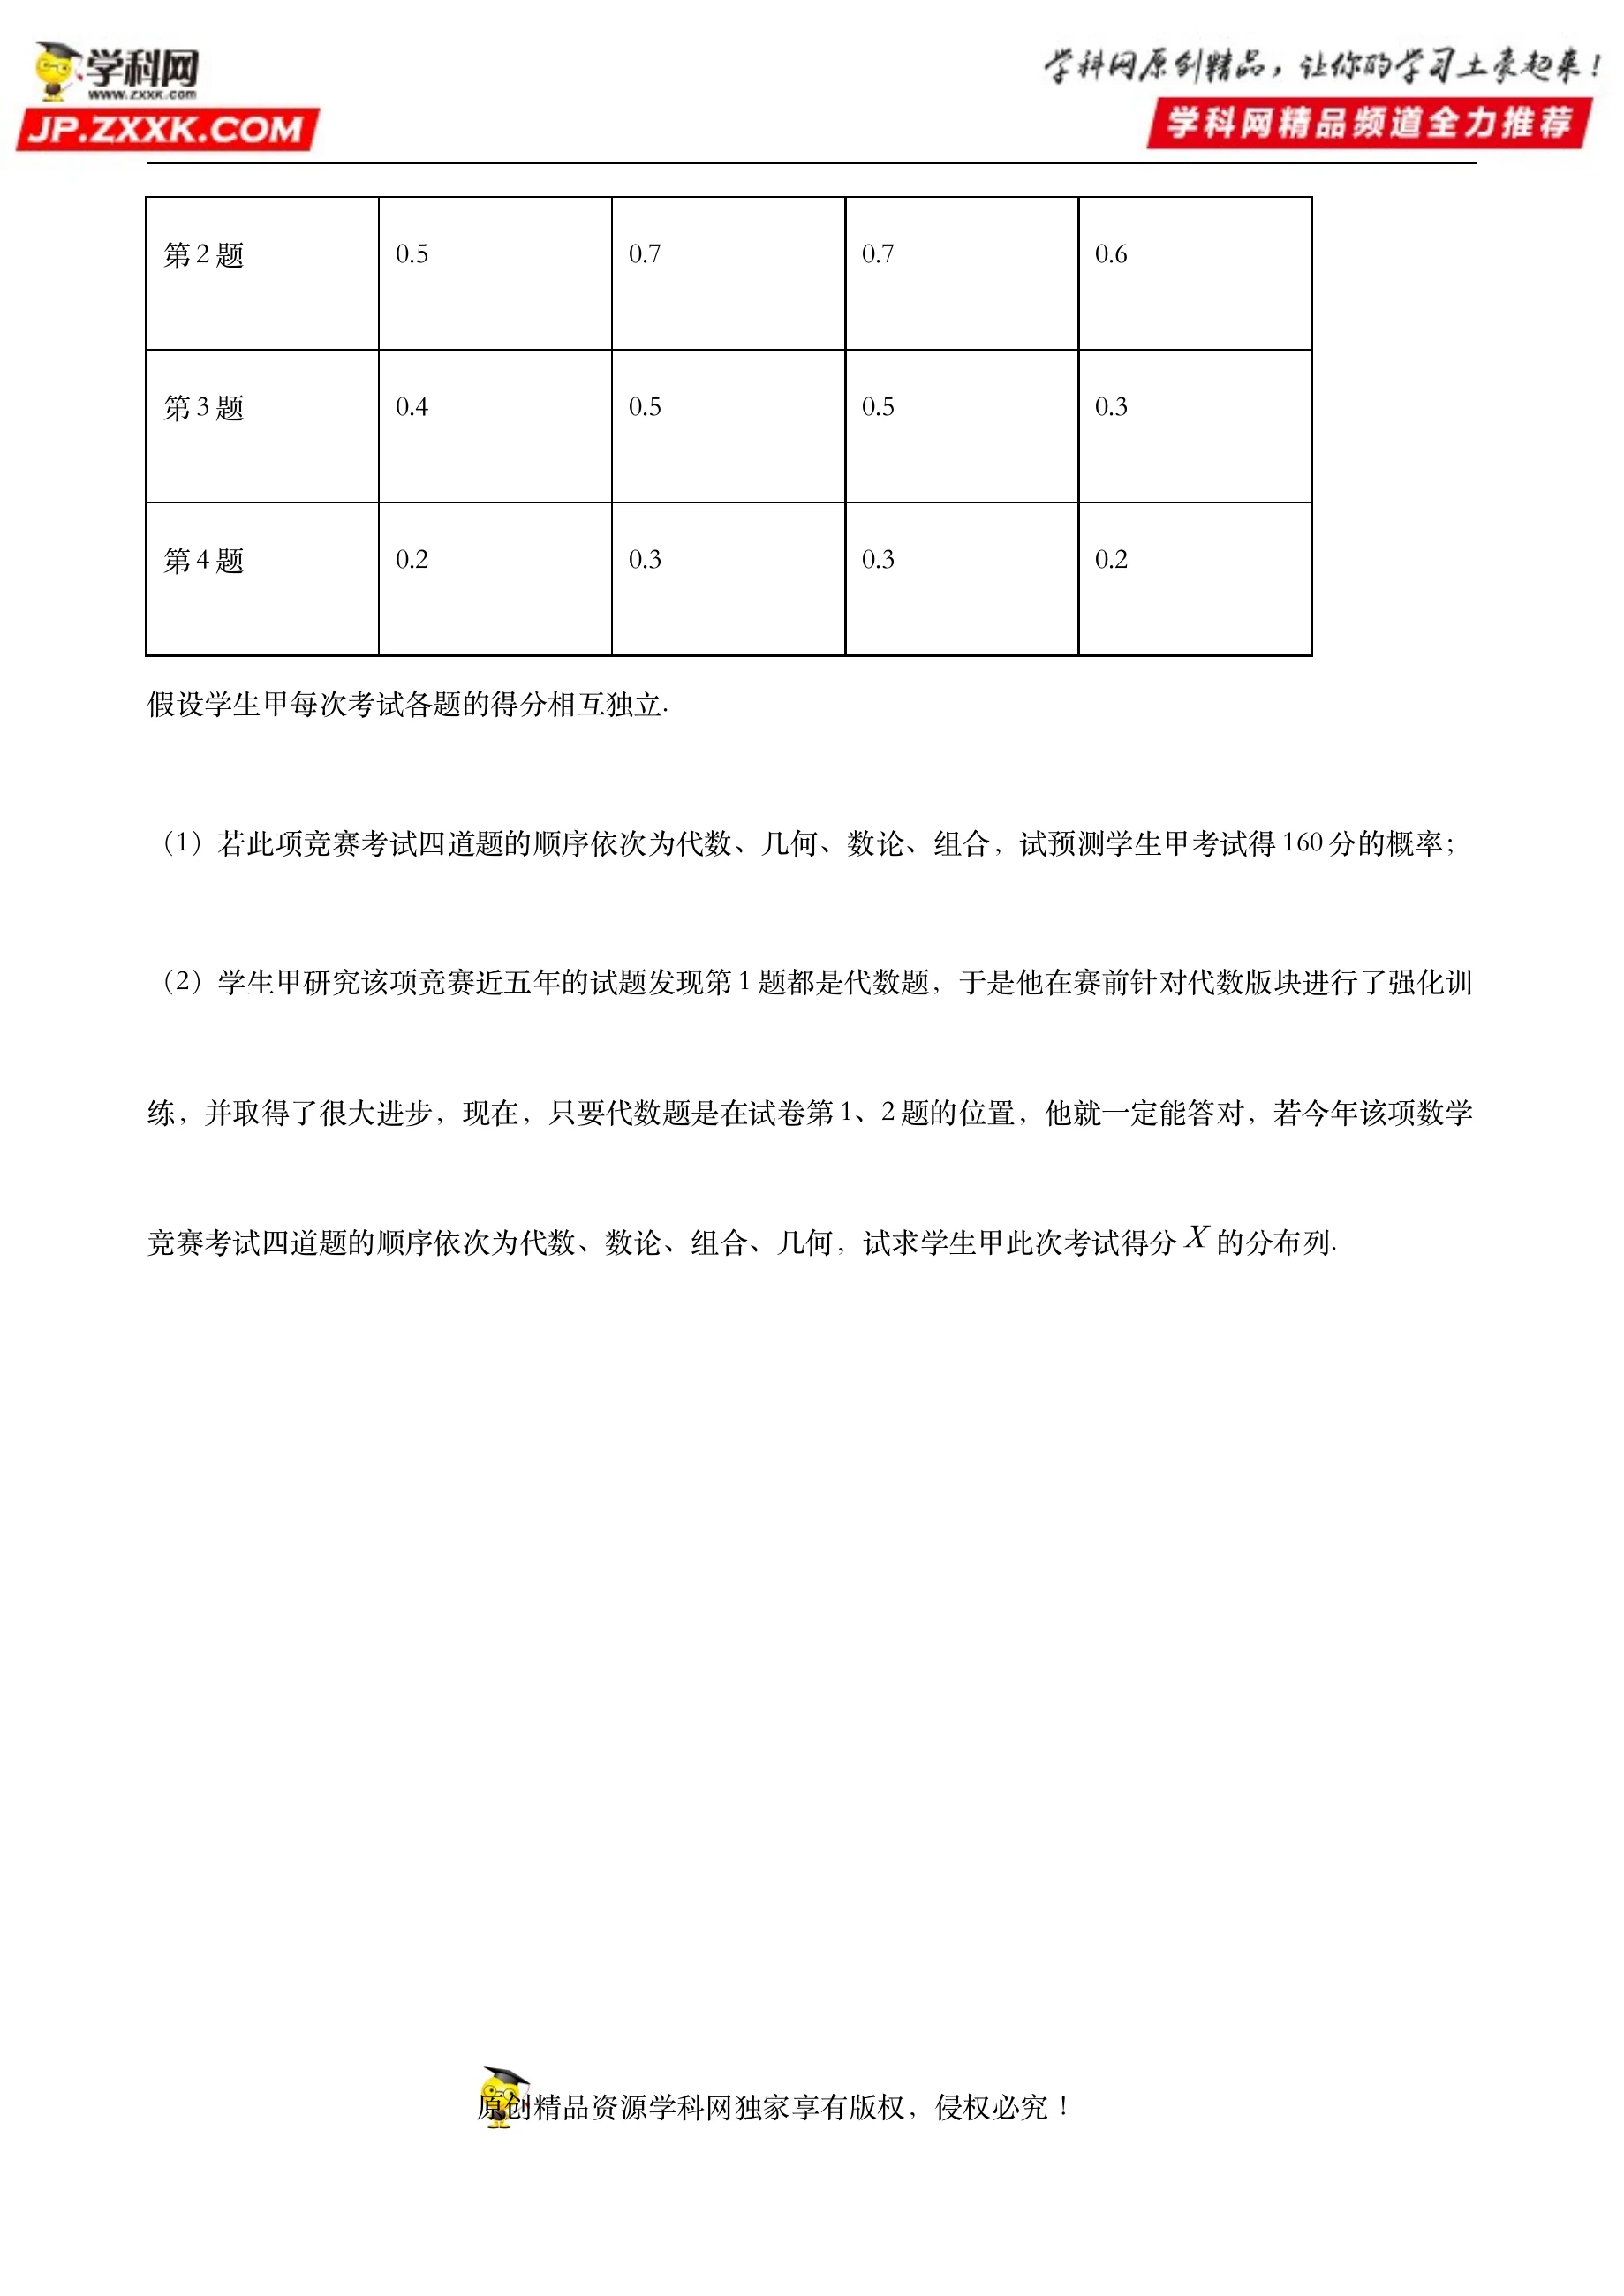 学科网
www.zxxk.com
JP.ZXXK.COM
学科网原创精品，让你的学习土豪起来！
学科网精品频道全力推荐
第2题 0.5 0.7 0.7 0.6
第3题 0.4 0.5 0.5 0.3
第4题 0.2 0.3 0.3 0.2
假设学生甲每次考试各题的得分相互独立.
（1）若此项竞赛考试四道题的顺序依次为代数、几何、数论、组合，试预测学生甲考试得160分的概率；
（2）学生甲研究该项竞赛近五年的试题发现第1题都是代数题，于是他在赛前针对代数版块进行了强化训
练，并取得了很大进步，现在，只要代数题是在试卷第1、2题的位置，他就一定能答对，若今年该项数学
竞赛考试四道题的顺序依次为代数、数论、组合、几何，试求学生甲此次考试得分X的分布列.
原创精品资源学科网独家享有版权，侵权必究！